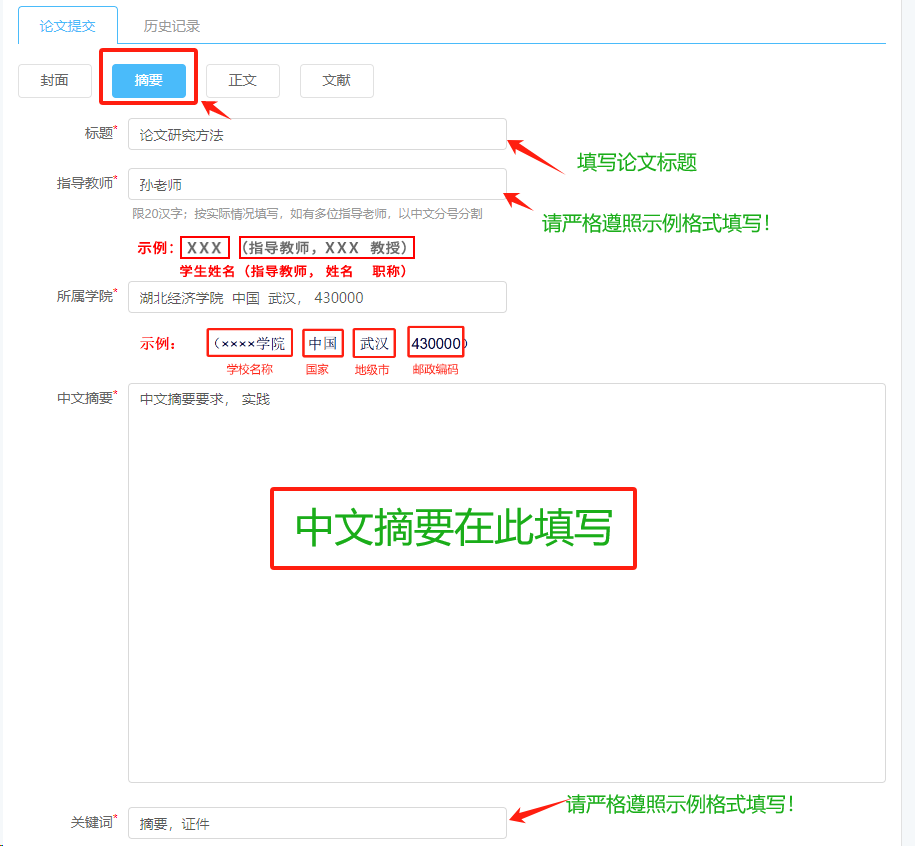 论文提交 历史记录
封面 摘要 正文 文献
标题* 论文研究方法
填写论文标题
指导教师* 孙老师
限20汉字；按实际情况填写，如有多位指导老师，以中文分号分割
请严格遵照示例格式填写！
示例： XXX （指导教师，XXX 教授）
学生姓名（指导教师， 姓名 职称）
所属学院* 湖北经济学院 中国 武汉， 430000
示例： （××××学院 中国 武汉 430000）
学校名称 国家 地级市 邮政编码
中文摘要* 中文摘要要求， 实践
中文摘要在此填写
请严格遵照示例格式填写！
关键词* 摘要，证件